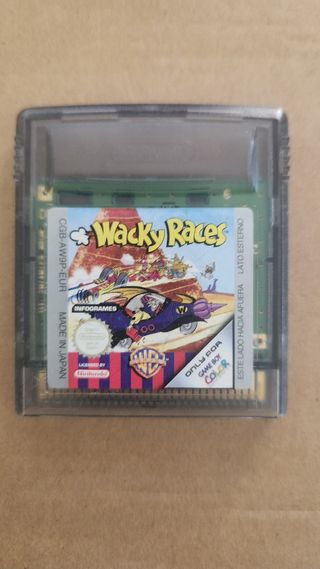 Wacky Races
INFOGRAMES
LICENSED BY
Nintendo
WB
ONLY FOR
GAME BOY
COLOR
CGB-AW9P-EUR
MADE IN JAPAN
ESTE LADO HACIA AFUERA
LATO ESTERNO